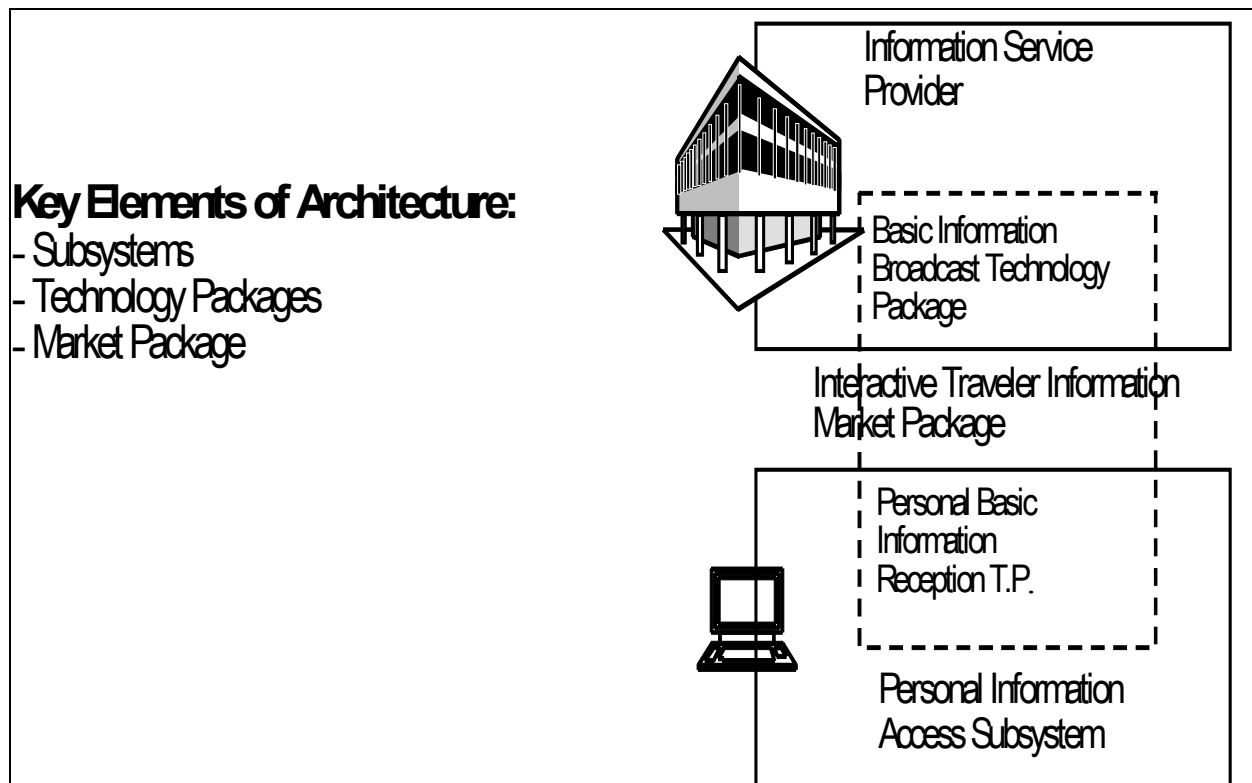 Key Elements of Architecture:
- Subsystems
- Technology Packages
- Market Package
Information Service
Provider
Basic Information
Broadcast Technology
Package
Interactive Traveler Information
Market Package
Personal Basic
Information
Reception T.P.
Personal Information
Access Subsystem